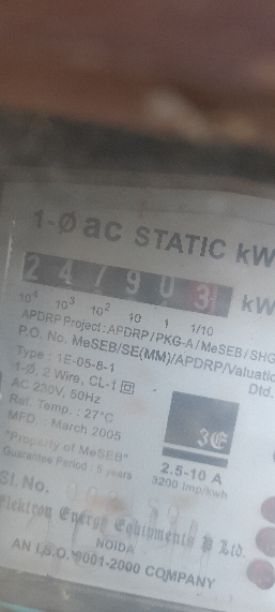 1-Ø ac STATIC kW
2 4 7 9 0 3 kW
10⁴ 10³ 10² 10 1 1/10
APDRP Project: APDRP/PKG-A/MeSEB/SHG
P.O. No. MeSEB/SE(MM)/APDRP/Valuatio
Dtd.
Type : 1E-05-8-1
1-Ø, 2 Wire, CL-1
AC 230V, 50Hz
Ref. Temp. : 27°C
MFD. : March 2005
"Property of MeSEB"
Guarantee Period : 5 years
3E
2.5-10 A
3200 Imp/kwh
Sl. No.
Elektron Energy Equipments P Ltd.
NOIDA
AN I.S.O. 9001-2000 COMPANY